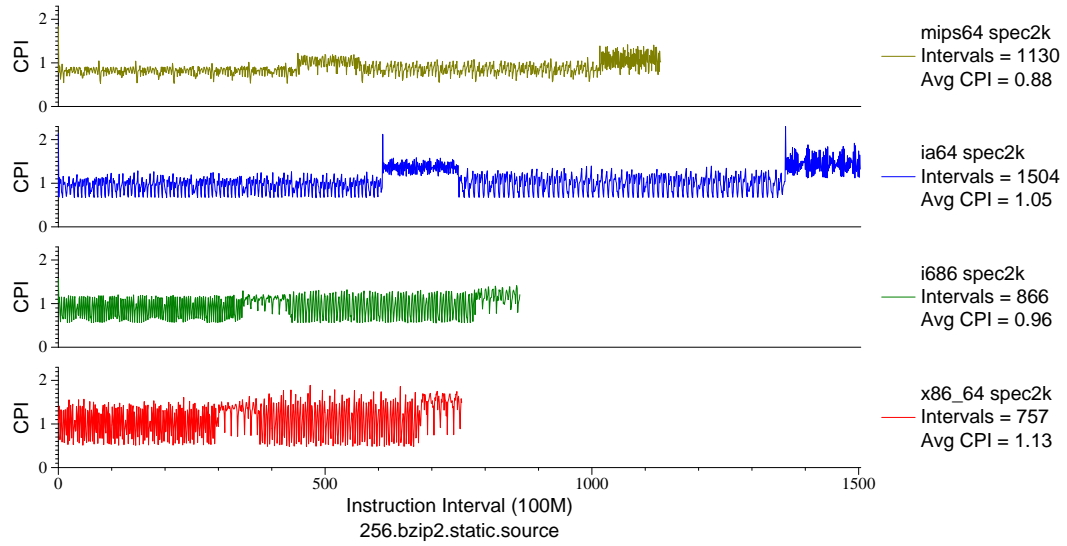 2
1
0
CPI
mips64 spec2k
Intervals = 1130
Avg CPI = 0.88
2
1
0
CPI
ia64 spec2k
Intervals = 1504
Avg CPI = 1.05
2
1
0
CPI
i686 spec2k
Intervals = 866
Avg CPI = 0.96
2
1
0
CPI
x86_64 spec2k
Intervals = 757
Avg CPI = 1.13
0 500 1000 1500
Instruction Interval (100M)
256.bzip2.static.source